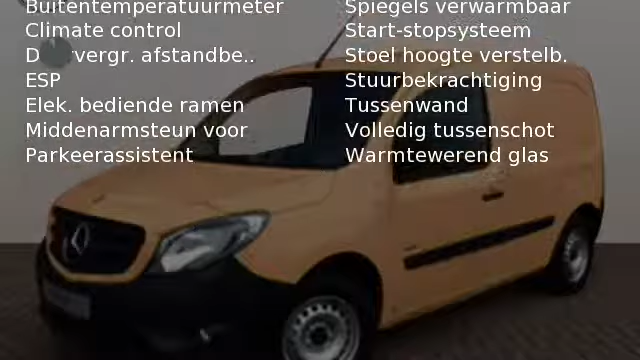 Buitentemperatuurmeter
Climate control
vergr. afstandbe..
ESP
Elek. bediende ramen
Middenarmsteun voor
Parkeerassistent
Spiegels verwarmbaar
Start-stopsysteem
Stoel hoogte verstelb.
Stuurbekrachtiging
Tussenwand
Volledig tussenschot
Warmtewerend glas